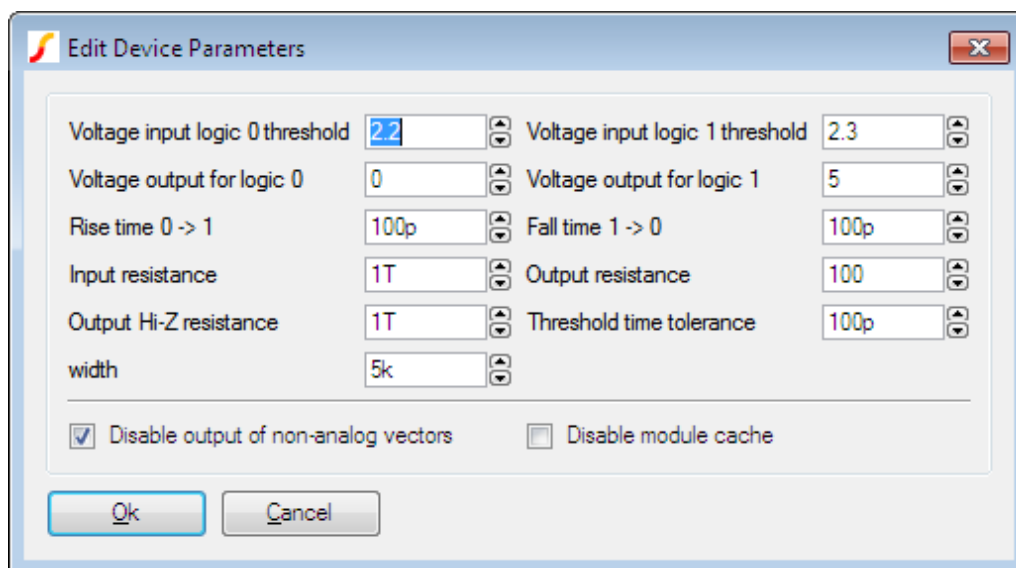 Edit Device Parameters
Voltage input logic 0 threshold 2.2 Voltage input logic 1 threshold 2.3
Voltage output for logic 0 0 Voltage output for logic 1 5
Rise time 0 -> 1 100p Fall time 1 -> 0 100p
Input resistance 1T Output resistance 100
Output Hi-Z resistance 1T Threshold time tolerance 100p
width 5k
Disable output of non-analog vectors Disable module cache
Ok Cancel